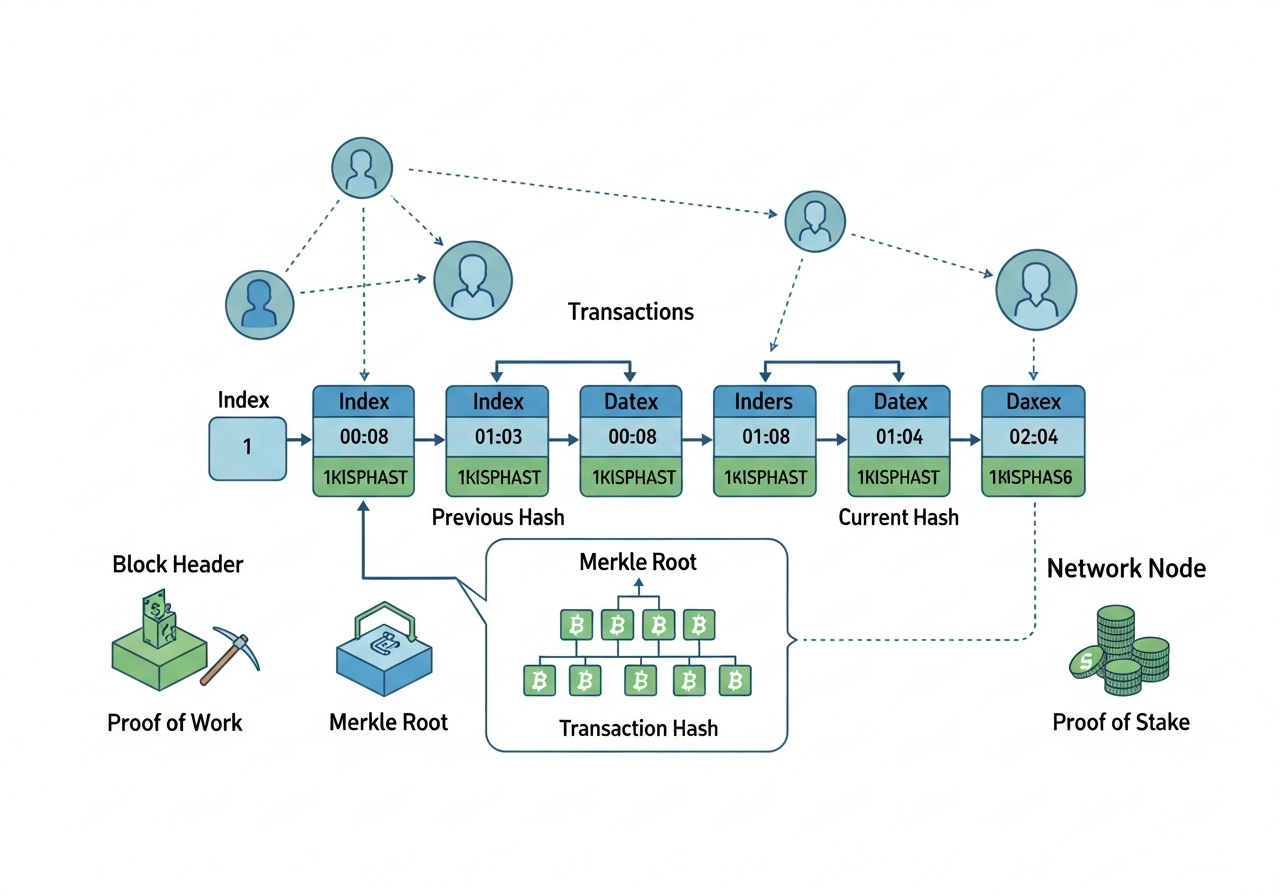 Transactions
Index
1
Index
00:08
1KISPHAST
Index
01:03
1KISPHAST
Datex
00:08
1KISPHAST
Inders
01:08
1KISPHAST
Datex
01:04
1KISPHAST
Daxex
02:04
1KISPHAS6
Previous Hash
Current Hash
Block Header
Proof of Work
Merkle Root
Merkle Root
Transaction Hash
Network Node
Proof of Stake